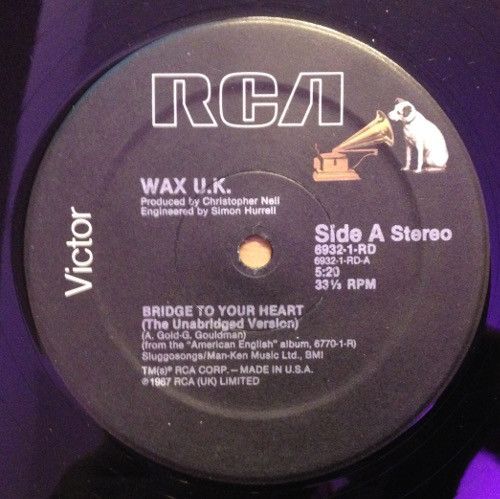 RCA
Victor
WAX U.K.
Produced by Christopher Neil
Engineered by Simon Hurrell
Side A Stereo
6932-1-RD
6932-1-RD-A
5:20
33⅓ RPM
BRIDGE TO YOUR HEART
(The Unabridged Version)
(A. Gold-G. Gouldman)
(from the "American English" album, 6770-1-R)
Sluggosongs/Man-Ken Music Ltd., BMI
TM(s)® RCA CORP. — MADE IN U.S.A.
℗1987 RCA (UK) LIMITED